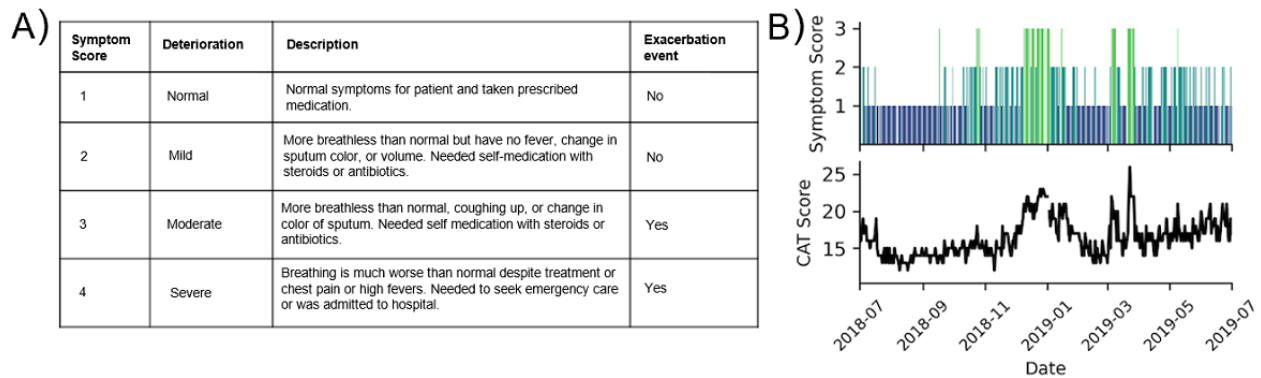 A)
Symptom Score
Deterioration
Description
Exacerbation event
1
Normal
Normal symptoms for patient and taken prescribed
medication.
No
2
Mild
More breathless than normal but have no fever, change in
sputum color, or volume. Needed self-medication with
steroids or antibiotics.
No
3
Moderate
More breathless than normal, coughing up, or change in
color of sputum. Needed self medication with steroids or
antibiotics.
Yes
4
Severe
Breathing is much worse than normal despite treatment or
chest pain or high fevers. Needed to seek emergency care
or was admitted to hospital.
Yes
B)
Symptom Score
3
2
1
CAT Score
25
20
15
2018-07
2018-09
2018-11
2019-01
2019-03
2019-05
2019-07
Date